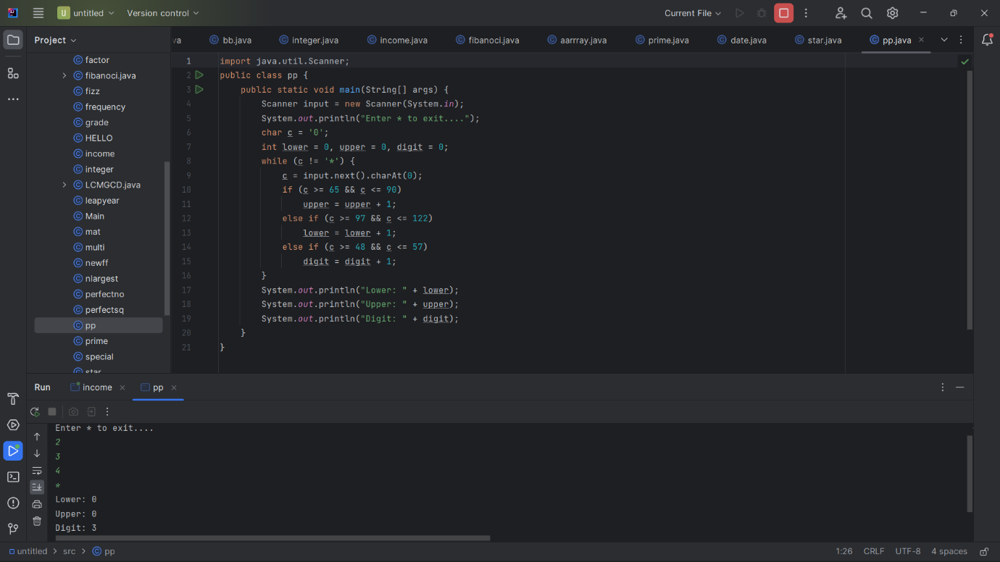 U untitled Version control Current File
Project
va bb.java integer.java income.java fibanoci.java aarray.java prime.java date.java star.java pp.java
factor
fibanoci.java
fizz
frequency
grade
HELLO
income
integer
LCMGCD.java
leapyear
Main
mat
multi
newff
nlargest
perfectno
perfectsq
pp
prime
special
star
1 import java.util.Scanner;
2 public class pp {
3 public static void main(String[] args) {
4 Scanner input = new Scanner(System.in);
5 System.out.println("Enter * to exit....");
6 char c = '0';
7 int lower = 0, upper = 0, digit = 0;
8 while (c != '*') {
9 c = input.next().charAt(0);
10 if (c >= 65 && c <= 90)
11 upper = upper + 1;
12 else if (c >= 97 && c <= 122)
13 lower = lower + 1;
14 else if (c >= 48 && c <= 57)
15 digit = digit + 1;
16 }
17 System.out.println("Lower: " + lower);
18 System.out.println("Upper: " + upper);
19 System.out.println("Digit: " + digit);
20 }
21 }
Run income pp
Enter * to exit....
2
3
4
*
Lower: 0
Upper: 0
Digit: 3
untitled > src > pp 1:26 CRLF UTF-8 4 spaces